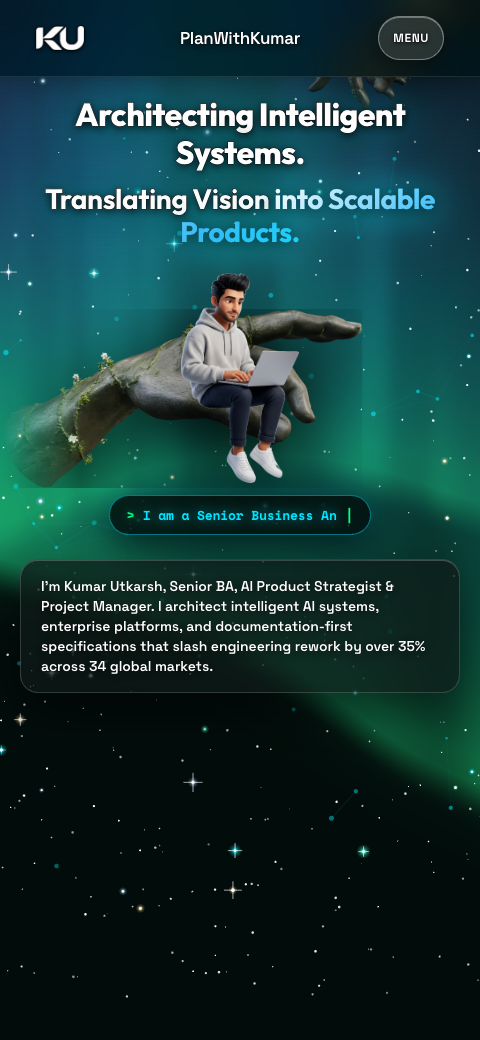 KU
PlanWithKumar
MENU
Architecting Intelligent
Systems.
Translating Vision into Scalable
Products.
> I am a Senior Business An |
I'm Kumar Utkarsh, Senior BA, AI Product Strategist &
Project Manager. I architect intelligent AI systems,
enterprise platforms, and documentation-first
specifications that slash engineering rework by over 35%
across 34 global markets.